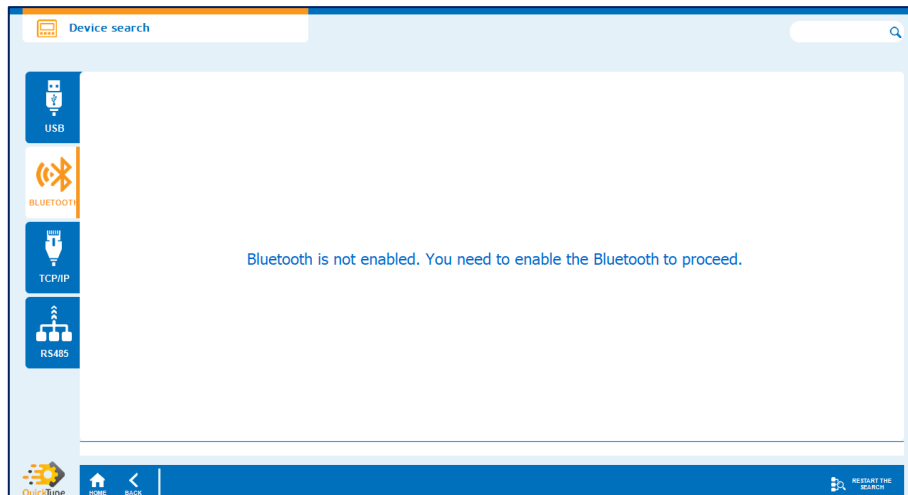 Device search
USB
BLUETOOTH
Bluetooth is not enabled. You need to enable the Bluetooth to proceed.
TCP/IP
RS485
QuickTune
HOME
BACK
RESTART THE
SEARCH